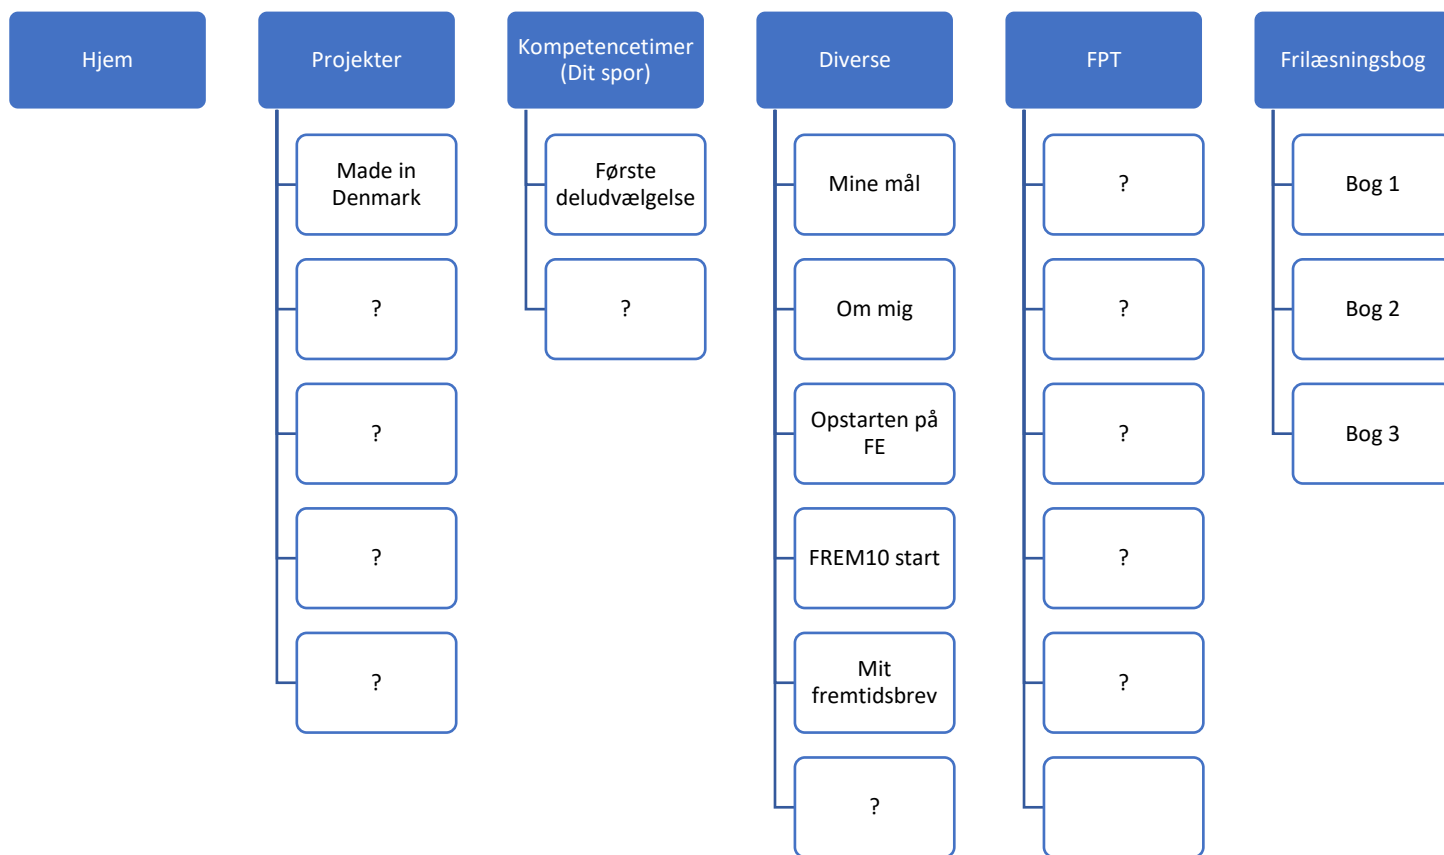 Hjem
Projekter
Made in
Denmark
?
?
?
?
Kompetencetimer
(Dit spor)
Første
deludvælgelse
?
Diverse
Mine mål
Om mig
Opstarten på
FE
FREM10 start
Mit
fremtidsbrev
?
FPT
?
?
?
?
?
Frilæsningsbog
Bog 1
Bog 2
Bog 3